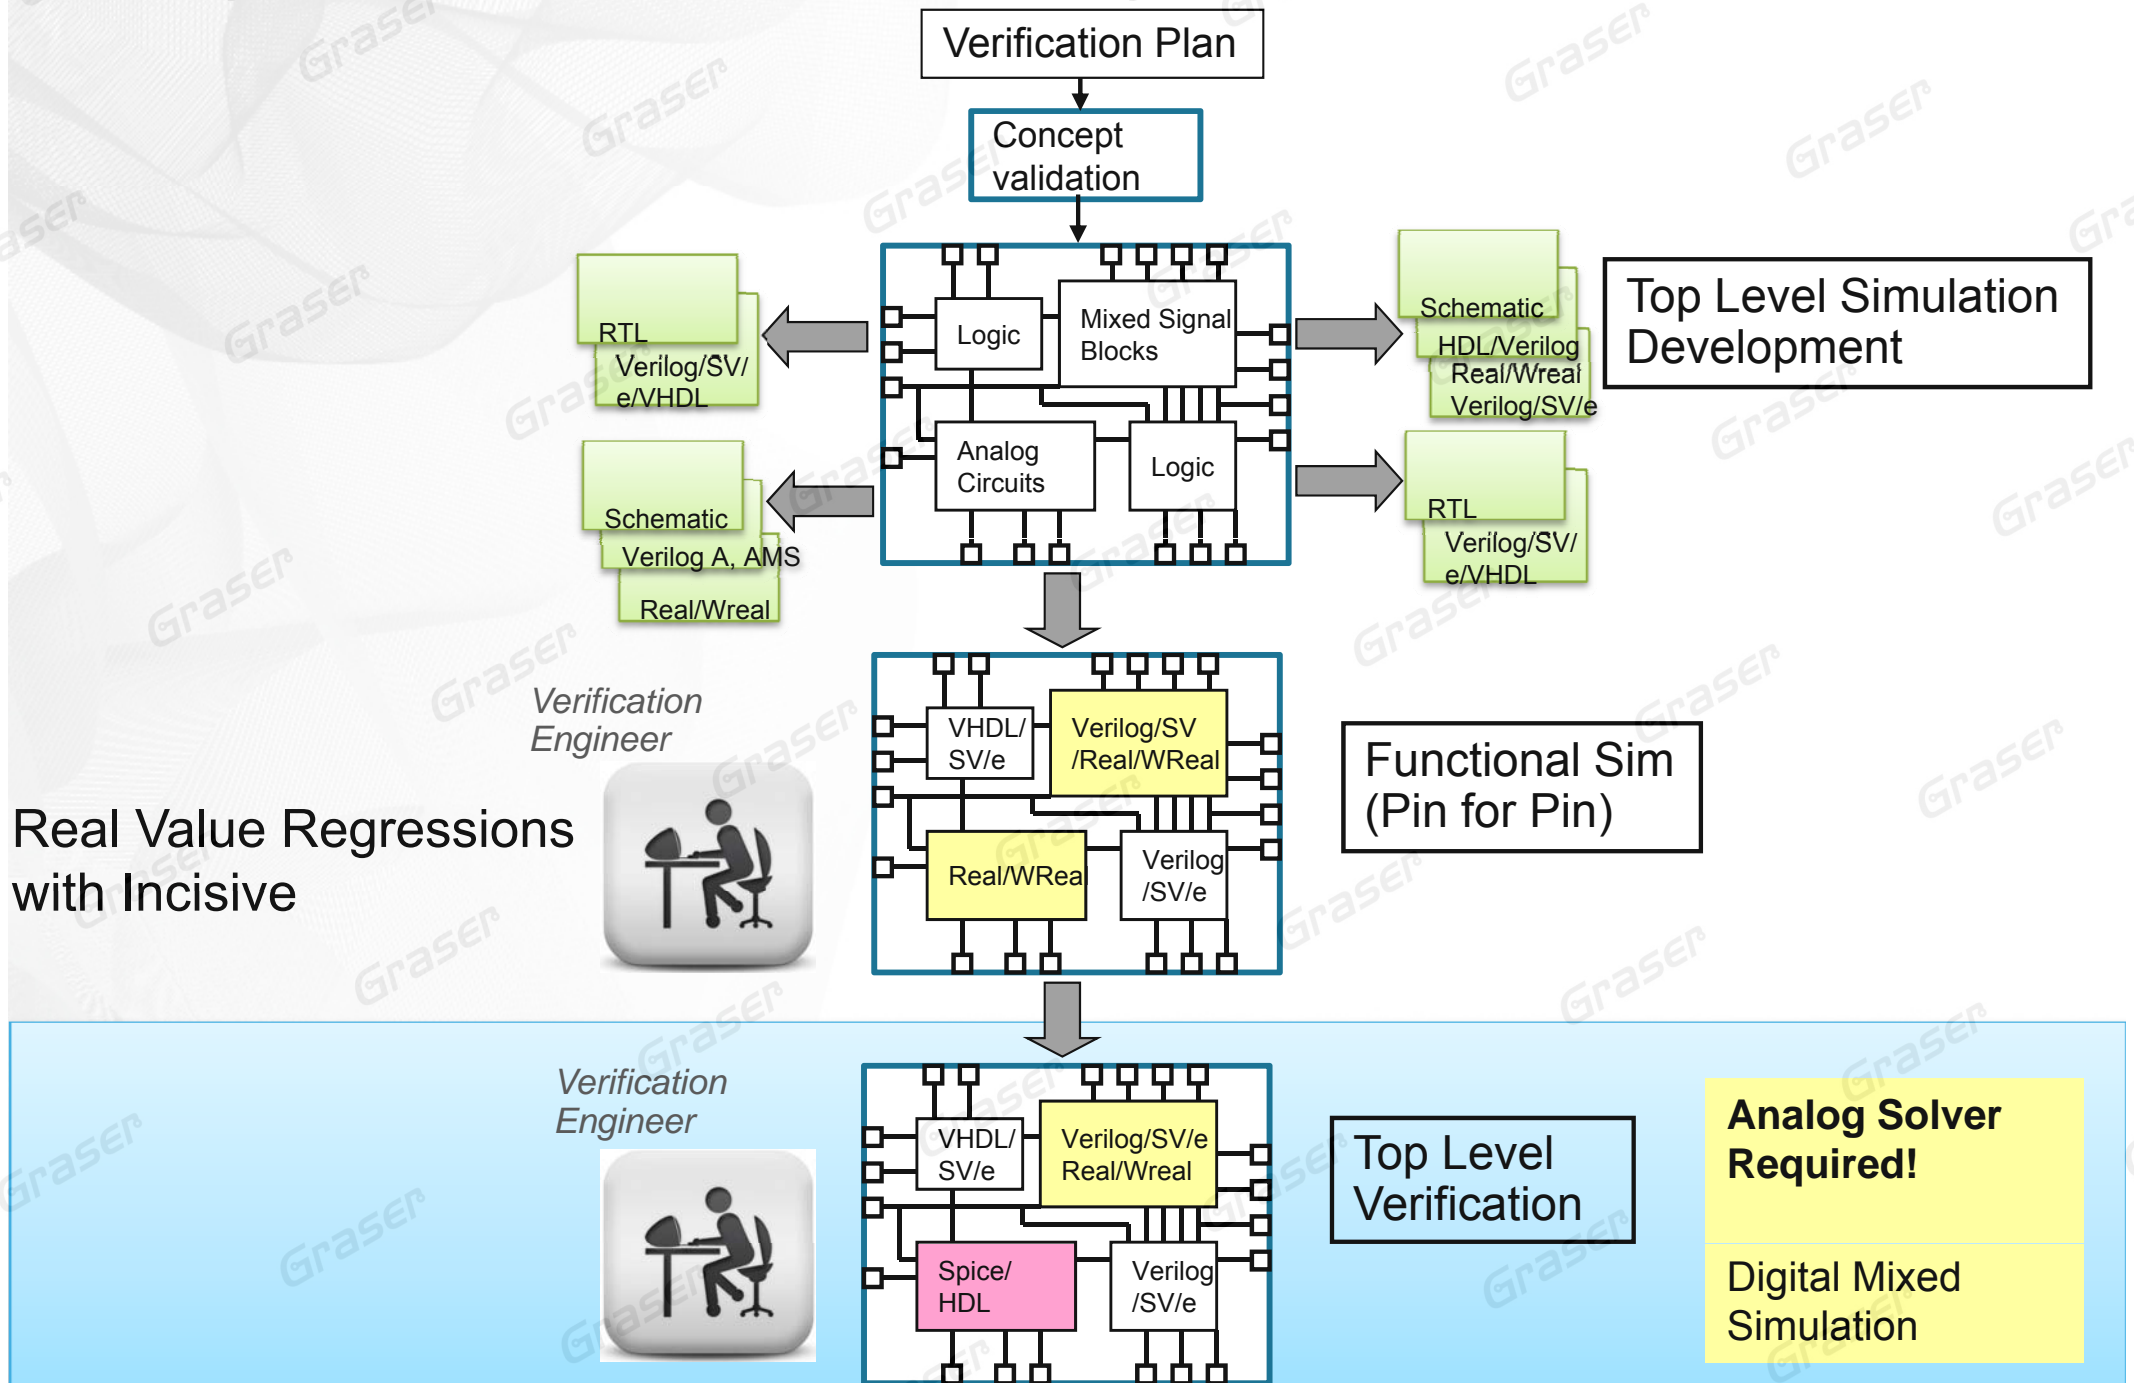 Verification Plan
Concept
validation
RTL
Verilog/SV/
e/VHDL
Schematic
Verilog A, AMS
Real/Wreal
Logic
Mixed Signal
Blocks
Analog
Circuits
Logic
Schematic
HDL/Verilog
Real/Wreal
Verilog/SV/e
RTL
Verilog/SV/
e/VHDL
Top Level Simulation
Development
Verification
Engineer
Real Value Regressions
with Incisive
VHDL/
SV/e
Verilog/SV
/Real/WReal
Real/WReal
Verilog
/SV/e
Functional Sim
(Pin for Pin)
Verification
Engineer
VHDL/
SV/e
Verilog/SV/e
Real/Wreal
Spice/
HDL
Verilog
/SV/e
Top Level
Verification
Analog Solver
Required!
Digital Mixed
Simulation
Graser